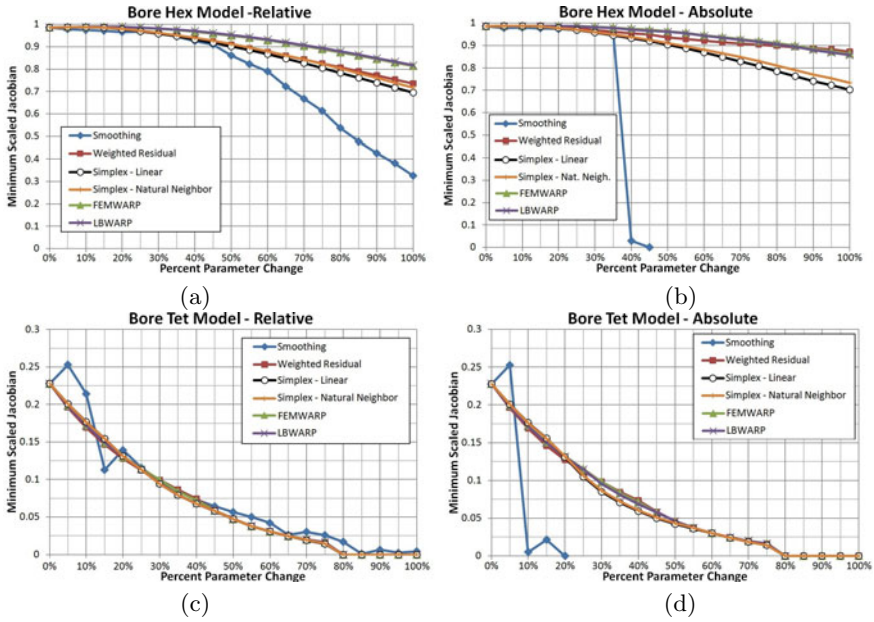 Bore Hex Model -Relative
Minimum Scaled Jacobian
1
0.9
0.8
0.7
0.6
0.5
0.4
0.3
0.2
0.1
0
Smoothing
Weighted Residual
Simplex - Linear
Simplex - Natural Neighbor
FEMWARP
LBWARP
0% 10% 20% 30% 40% 50% 60% 70% 80% 90% 100%
Percent Parameter Change
(a)
Bore Hex Model - Absolute
Minimum Scaled Jacobian
1
0.9
0.8
0.7
0.6
0.5
0.4
0.3
0.2
0.1
0
Smoothing
Weighted Residual
Simplex - Linear
Simplex - Nat. Neigh.
FEMWARP
LBWARP
0% 10% 20% 30% 40% 50% 60% 70% 80% 90% 100%
Percent Parameter Change
(b)
Bore Tet Model - Relative
Minimum Scaled Jacobian
0.3
0.25
0.2
0.15
0.1
0.05
0
Smoothing
Weighted Residual
Simplex - Linear
Simplex - Natural Neighbor
FEMWARP
LBWARP
0% 10% 20% 30% 40% 50% 60% 70% 80% 90% 100%
Percent Parameter Change
(c)
Bore Tet Model - Absolute
Minimum Scaled Jacobian
0.3
0.25
0.2
0.15
0.1
0.05
0
Smoothing
Weighted Residual
Simplex - Linear
Simplex - Natural Neighbor
FEMWARP
LBWARP
0% 10% 20% 30% 40% 50% 60% 70% 80% 90% 100%
Percent Parameter Change
(d)